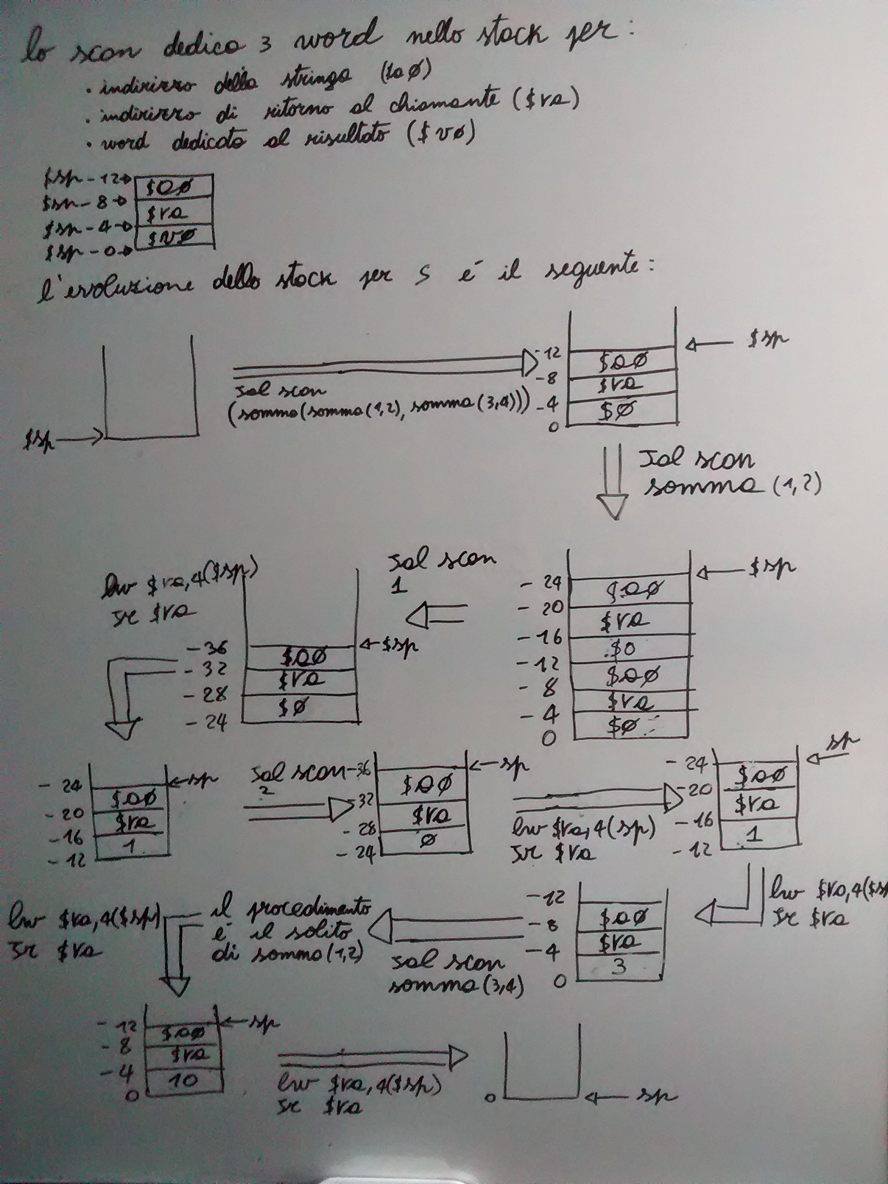 lo scan dedica 3 word nello stack per:
• indirizzo della stringa ($a0)
• indirizzo di ritorno al chiamante ($ra)
• word dedicata al risultato ($v0)
$sp - 12→ $a0
$sp - 8→ $ra
$sp - 4→ $v0
$sp - 0→
l'evoluzione dello stack per S é il seguente:
$sp
jal scan
(somma(somma(1,2), somma(3,4)))
-12 $a0
-8 $ra
-4 $0
0
$sp
jal scan
somma (1,2)
-24 $a0
-20 $ra
-16 $0
-12 $a0
-8 $ra
-4 $0
0
$sp
jal scan
1
-36 $a0
-32 $ra
-28 $0
-24
$sp
lw $ra,4($sp)
jr $ra
-24 $a0
-20 $ra
-16 1
-12
sp
jal scan
2
-36 $a0
-32 $ra
-28 0
-24
sp
lw $ra,4(sp)
jr $ra
-24 $a0
-20 $ra
-16 1
-12
sp
lw $ra,4($s
jr $ra
-12 $a0
-8 $ra
-4 3
0
jal scan
somma(3,4)
il procedimento
é il solito
di somma(1,2)
lw $ra,4($sp)
jr $ra
-12 $a0
-8 $ra
-4 10
0
sp
lw $ra,4($sp)
jr $ra
0
sp